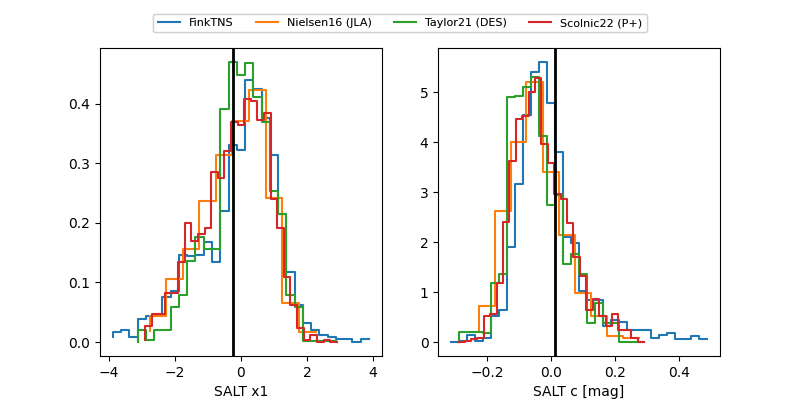 FinkTNS Nielsen16 (JLA) Taylor21 (DES) Scolnic22 (P+)
0.4
0.3
0.2
0.1
0.0
−4 −2 0 2 4
SALT x1
5
4
3
2
1
0
−0.2 0.0 0.2 0.4
SALT c [mag]